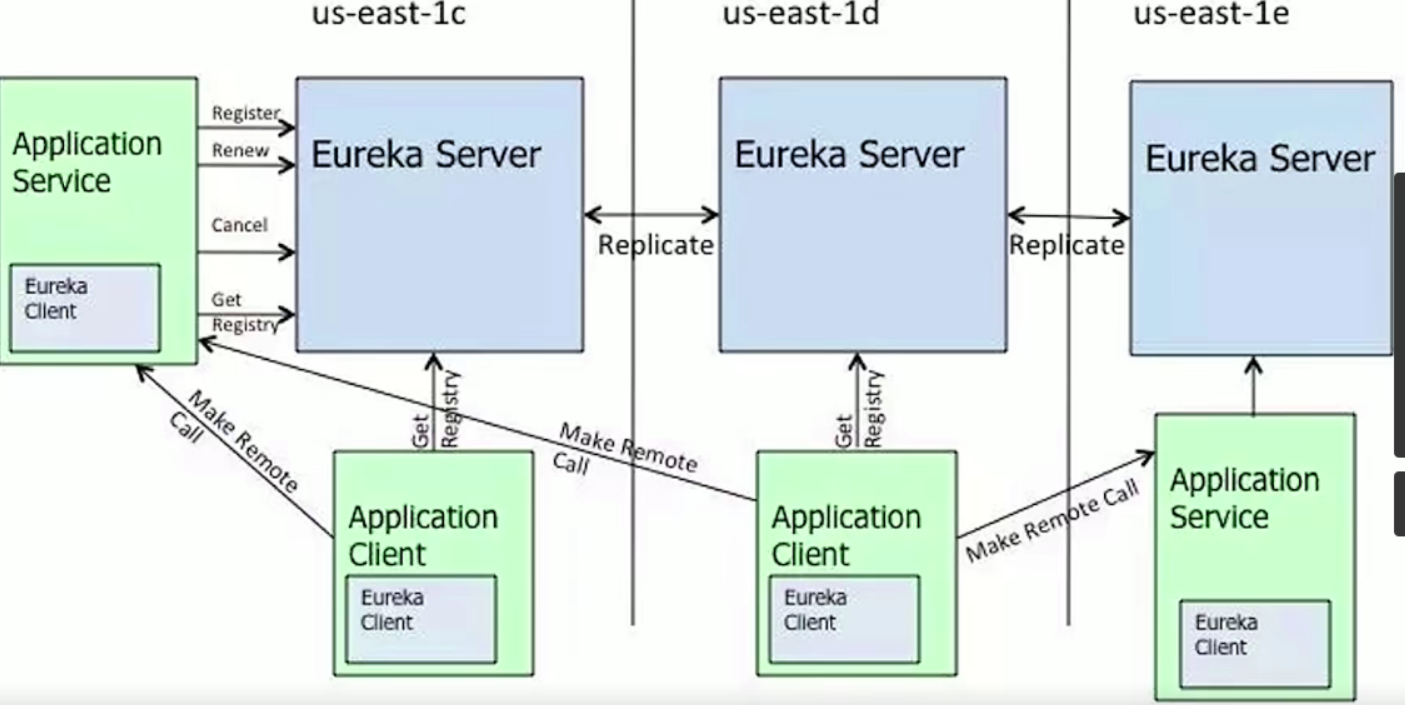 us-east-1c
us-east-1d
us-east-1e
Application
Service
Eureka
Client
Register
Renew
Cancel
Get
Registry
Eureka Server
Replicate
Eureka Server
Replicate
Eureka Server
Make Remote
Call
Get
Registry
Make Remote
Call
Get
Registry
Make Remote Call
Application
Client
Eureka
Client
Application
Client
Eureka
Client
Application
Service
Eureka
Client